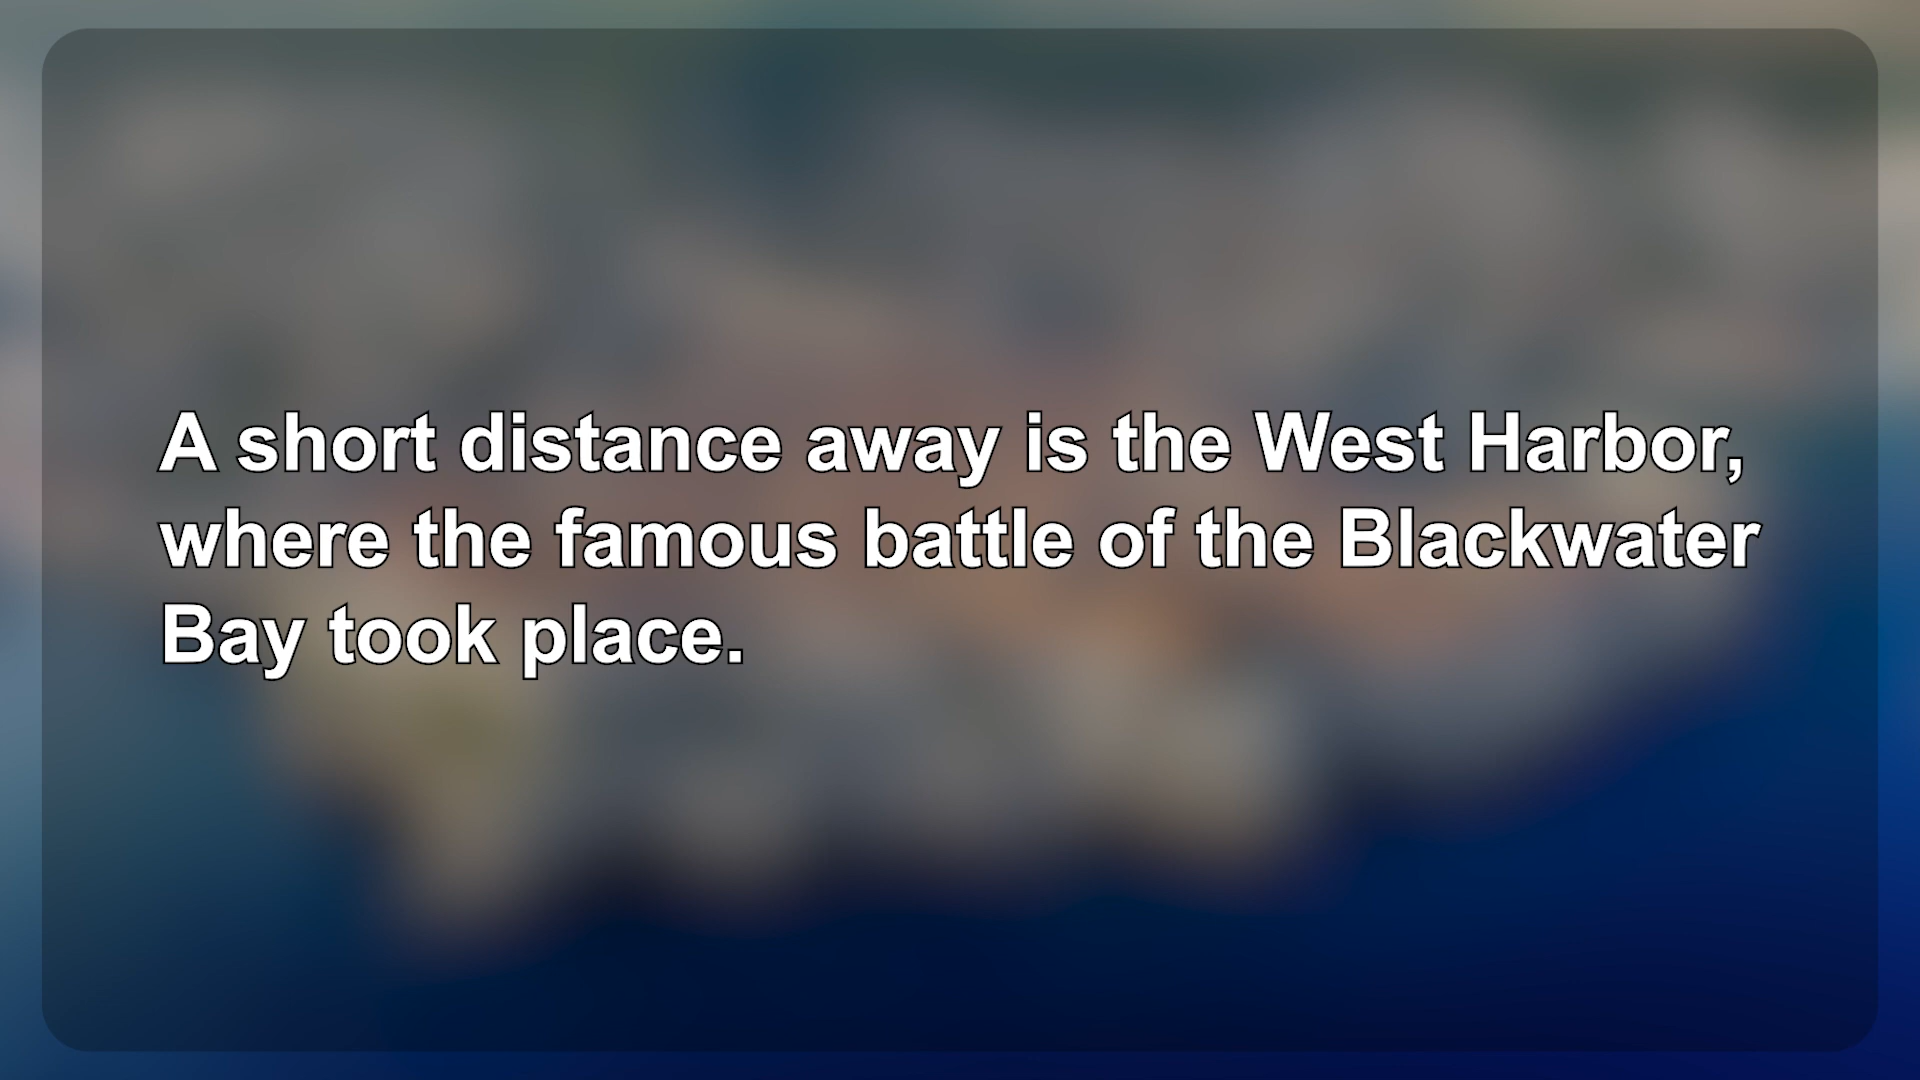 A short distance away is the West Harbor,
where the famous battle of the Blackwater
Bay took place.